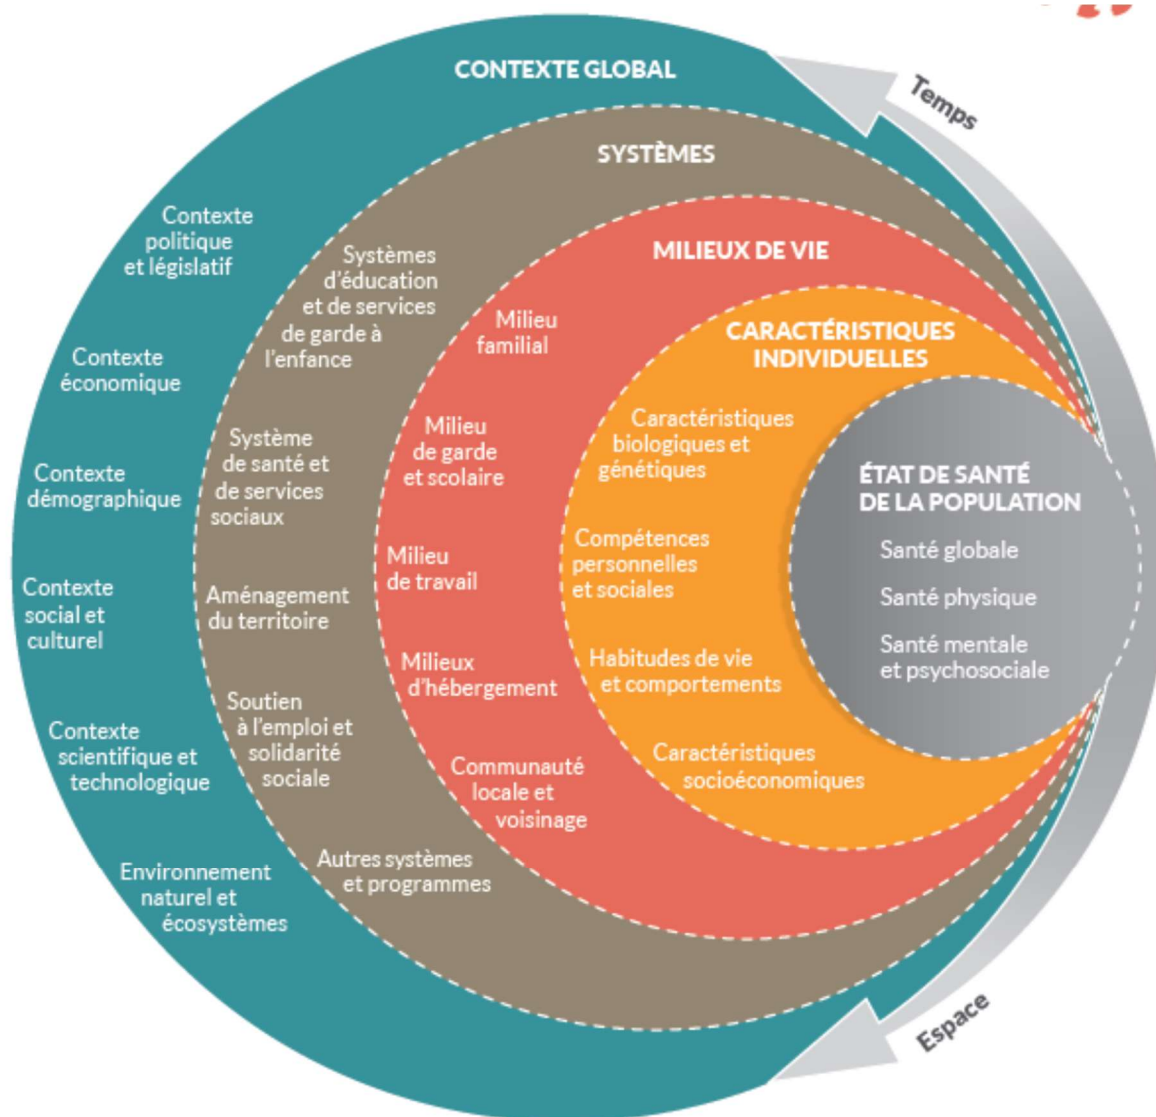 CONTEXTE GLOBAL
Temps
SYSTÈMES
MILIEUX DE VIE
CARACTÉRISTIQUES
INDIVIDUELLES
ÉTAT DE SANTÉ
DE LA POPULATION
Santé globale
Santé physique
Santé mentale
et psychosociale
Contexte
politique
et législatif
Contexte
économique
Contexte
démographique
Contexte
social et
culturel
Contexte
scientifique et
technologique
Environnement
naturel et
écosystèmes
Systèmes
d'éducation
et de services
de garde à
l'enfance
Système
de santé et
de services
sociaux
Aménagement
du territoire
Soutien
à l'emploi et
solidarité
sociale
Autres systèmes
et programmes
Milieu
familial
Milieu
de garde
et scolaire
Milieu
de travail
Milieux
d'hébergement
Communauté
locale et
voisinage
Caractéristiques
biologiques et
génétiques
Compétences
personnelles
et sociales
Habitudes de vie
et comportements
Caractéristiques
socioéconomiques
Espace